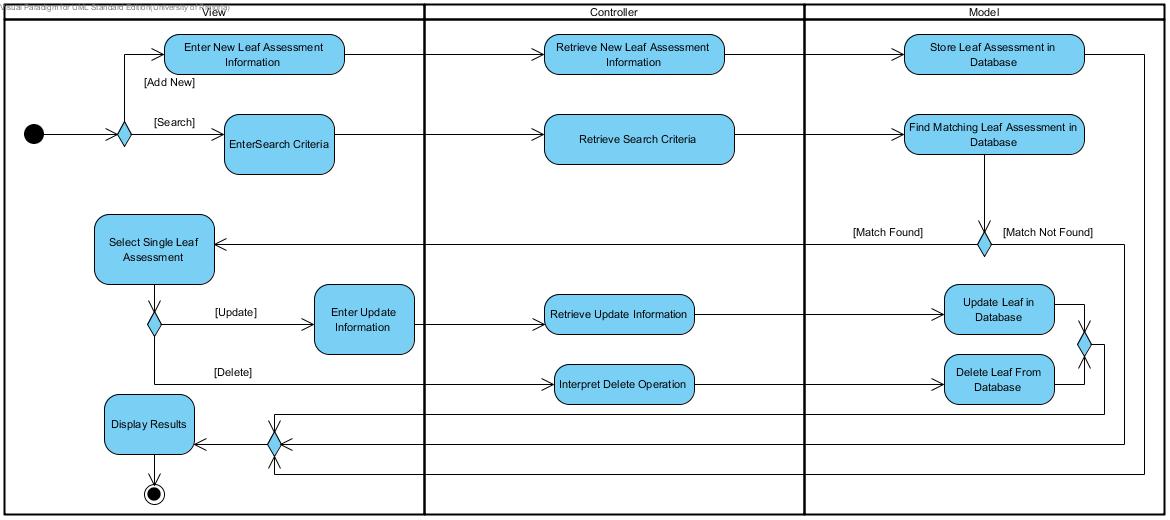 Visual Paradigm for UML Standard Edition(University of Regina)
View
Controller
Model
Enter New Leaf Assessment
Information
Retrieve New Leaf Assessment
Information
Store Leaf Assessment in
Database
[Add New]
[Search]
EnterSearch Criteria
Retrieve Search Criteria
Find Matching Leaf Assessment in
Database
[Match Found]
[Match Not Found]
Select Single Leaf
Assessment
[Update]
Enter Update
Information
Retrieve Update Information
Update Leaf in
Database
[Delete]
Interpret Delete Operation
Delete Leaf From
Database
Display Results